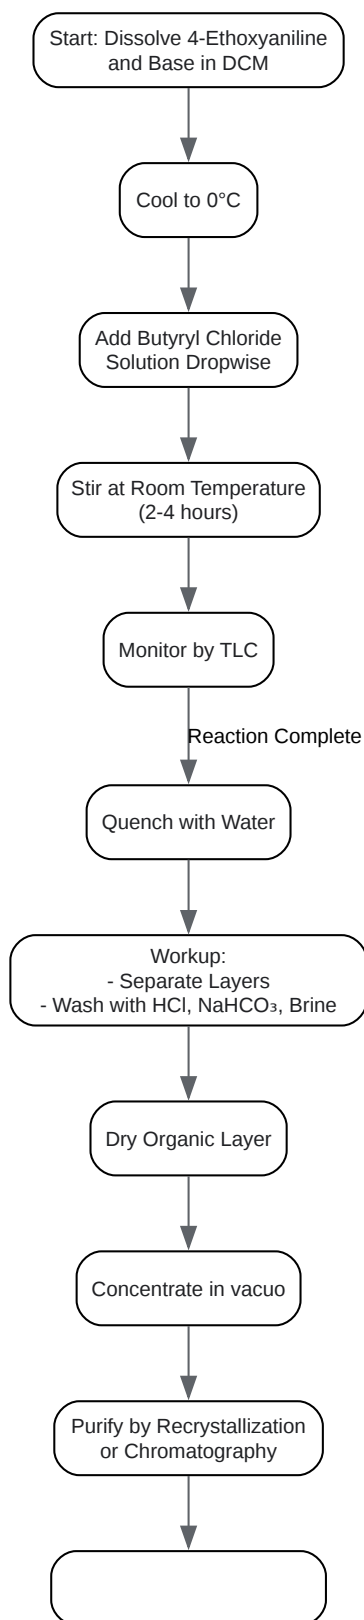 Start: Dissolve 4-Ethoxyaniline
and Base in DCM
Cool to 0°C
Add Butyryl Chloride
Solution Dropwise
Stir at Room Temperature
(2-4 hours)
Monitor by TLC
Reaction Complete
Quench with Water
Workup:
- Separate Layers
- Wash with HCl, NaHCO₃, Brine
Dry Organic Layer
Concentrate in vacuo
Purify by Recrystallization
or Chromatography